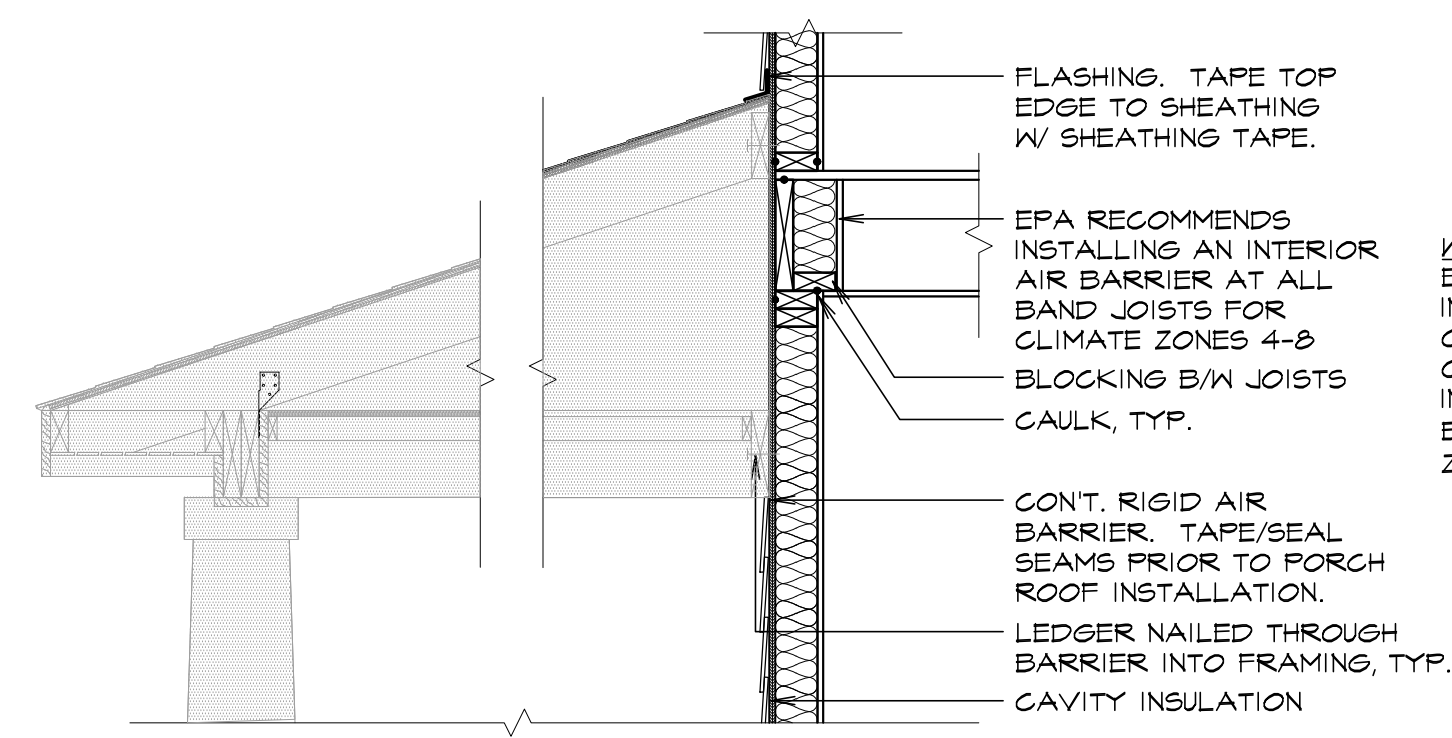 FLASHING. TAPE TOP
EDGE TO SHEATHING
W/ SHEATHING TAPE.
EPA RECOMMENDS
INSTALLING AN INTERIOR
AIR BARRIER AT ALL
BAND JOISTS FOR
CLIMATE ZONES 4-8
BLOCKING B/W JOISTS
CAULK, TYP.
CON'T. RIGID AIR
BARRIER. TAPE/SEAL
SEAMS PRIOR TO PORCH
ROOF INSTALLATION.
LEDGER NAILED THROUGH
BARRIER INTO FRAMING, TYP.
CAVITY INSULATION